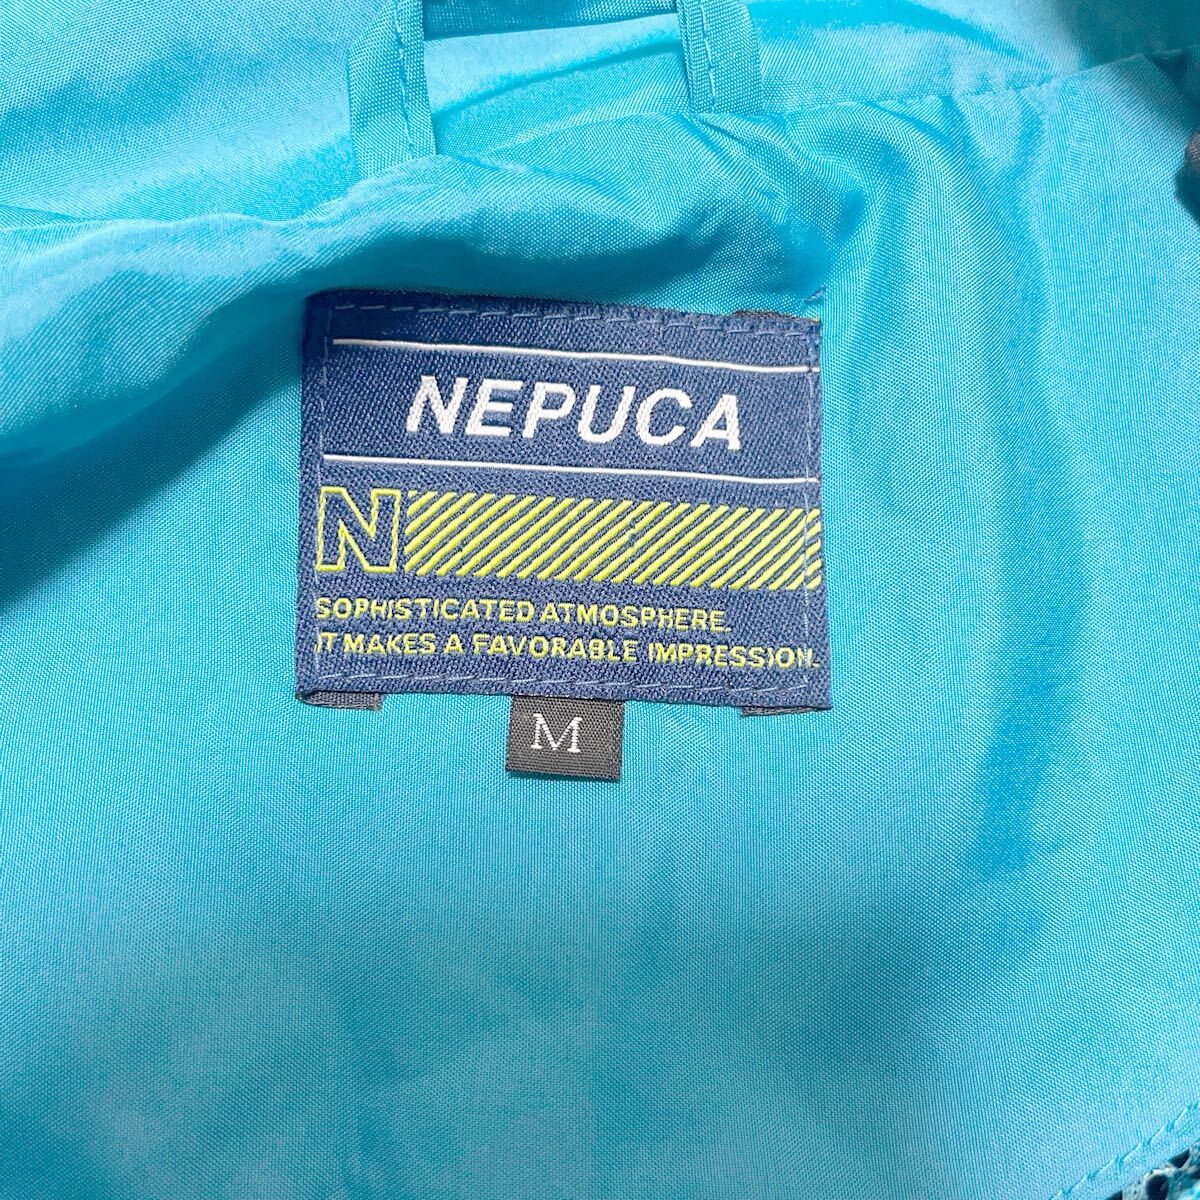 NEPUCA
N
SOPHISTICATED ATMOSPHERE.
IT MAKES A FAVORABLE IMPRESSION.
M